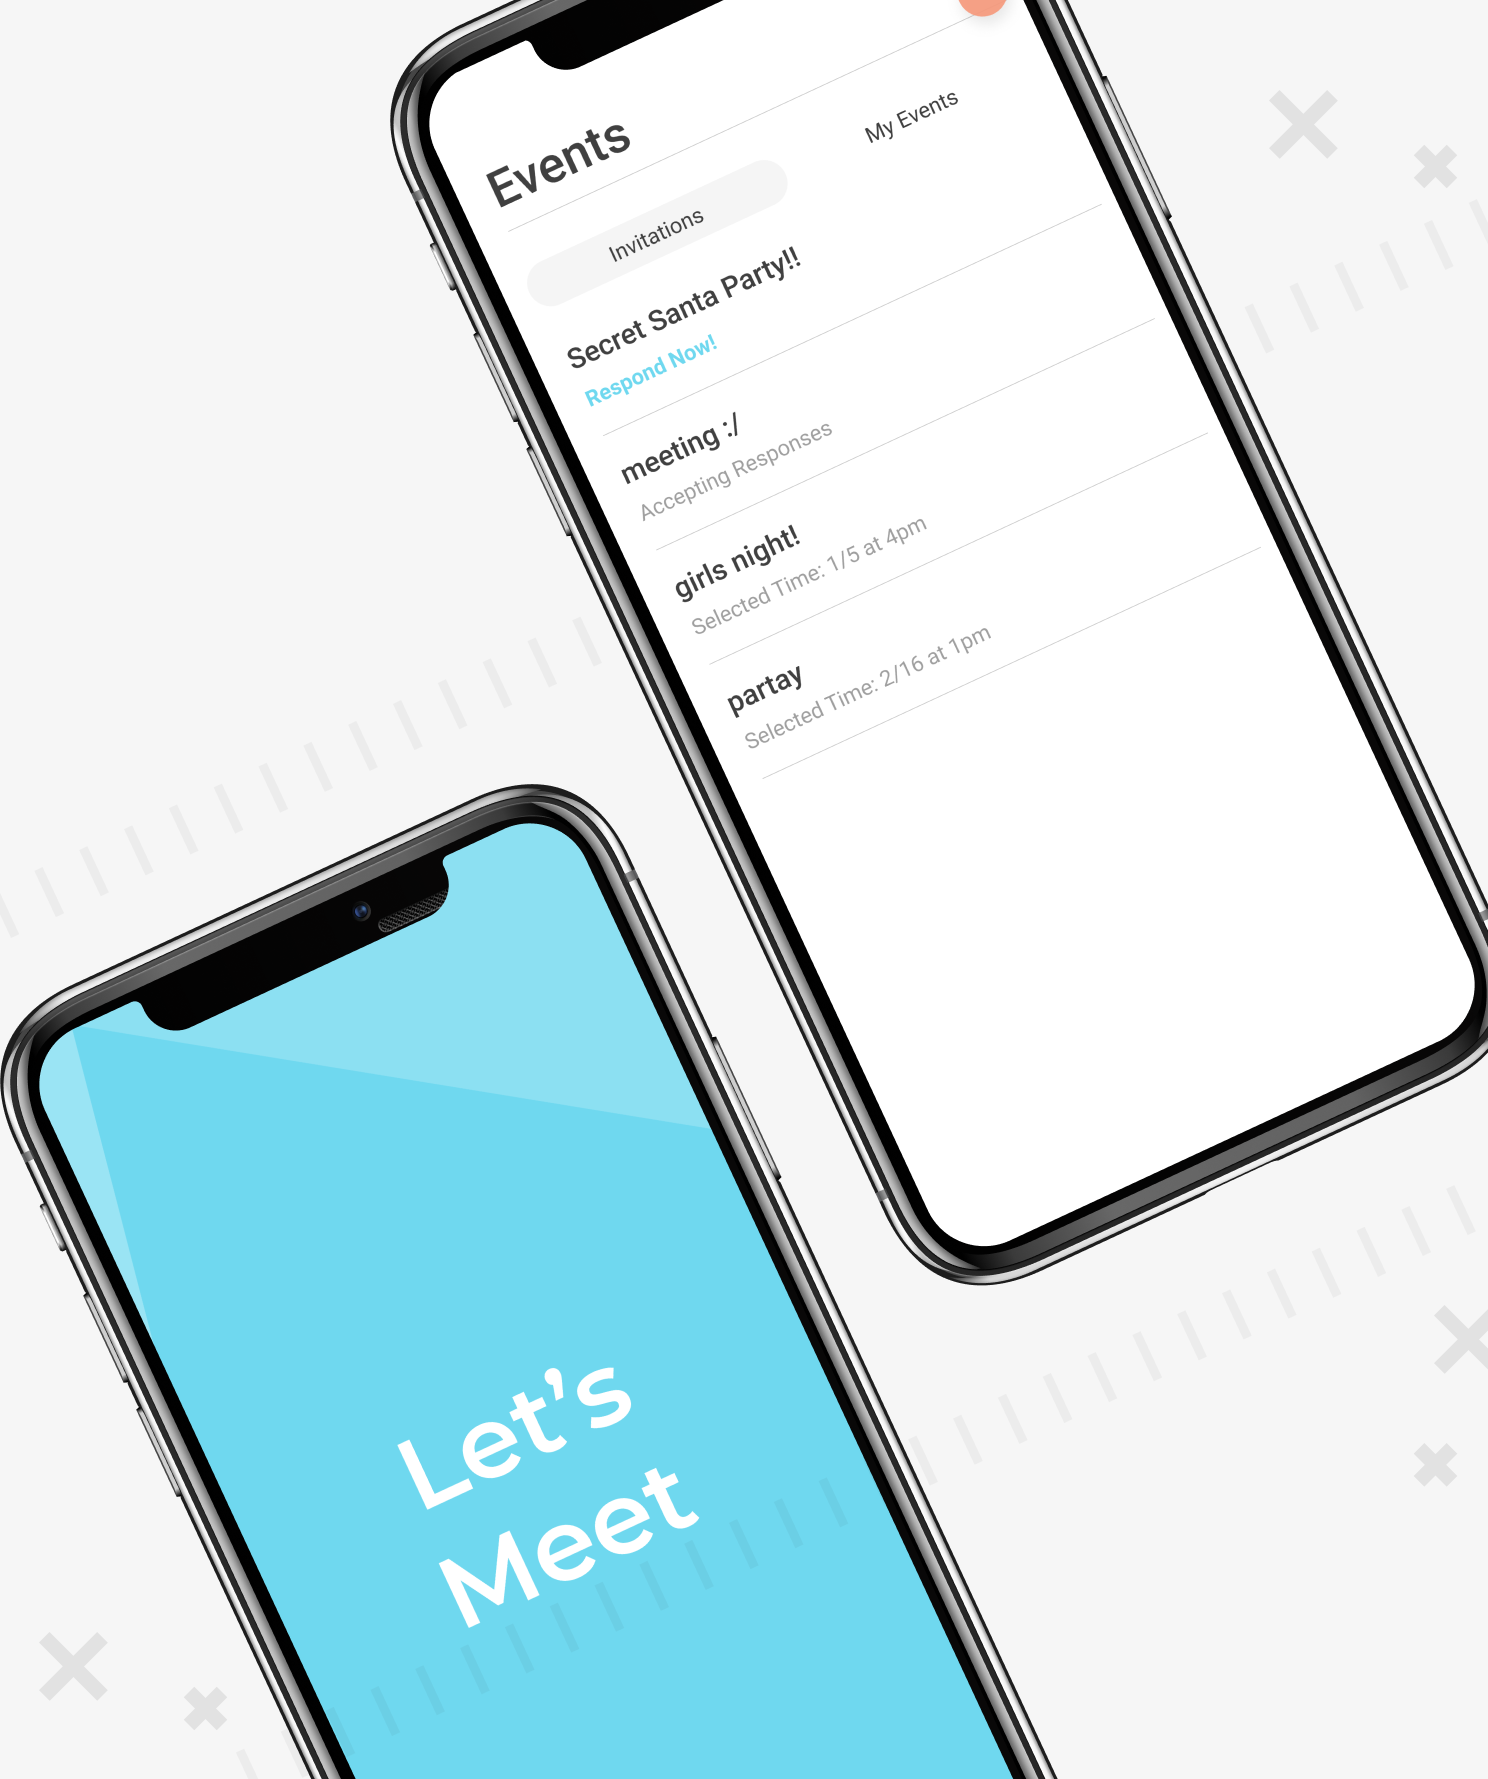 Events
Invitations
My Events
Secret Santa Party!!
Respond Now!
meeting :/
Accepting Responses
girls night!
Selected Time: 1/5 at 4pm
partay
Selected Time: 2/16 at 1pm
Let's
Meet